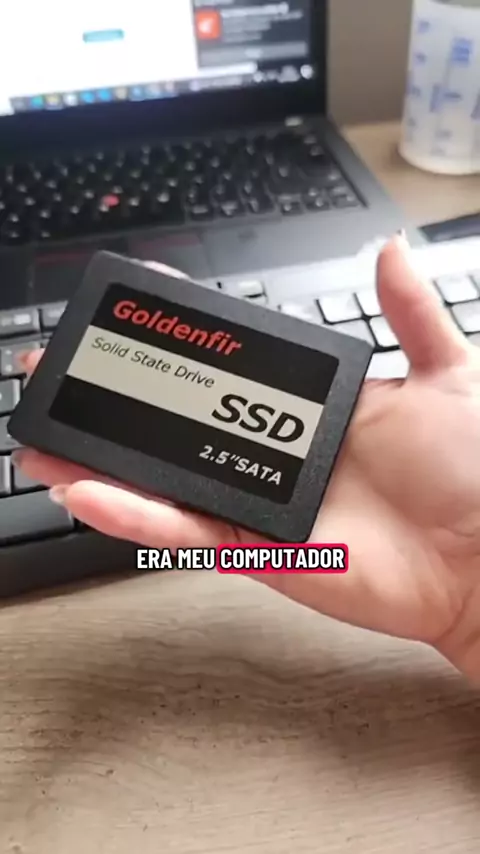 Goldenfir
Solid State Drive
SSD
2.5"SATA
ERA MEU COMPUTADOR